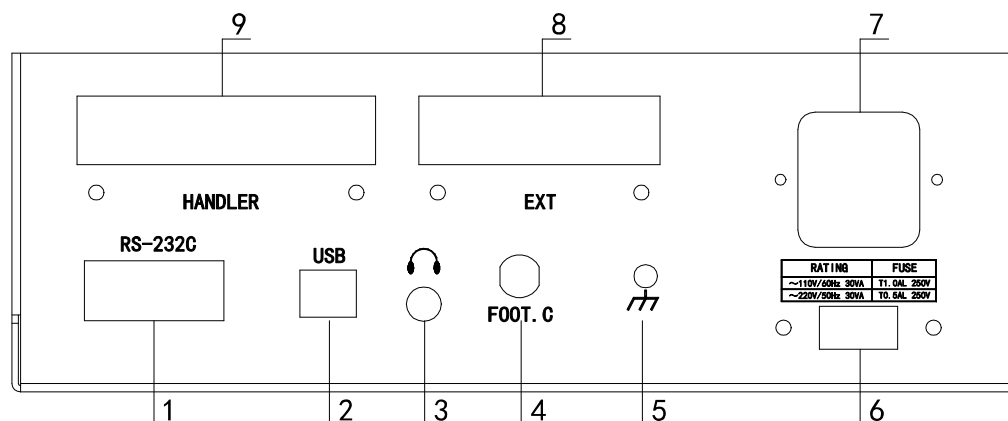 9 8 7
HANDLER EXT
RS-232C USB
FOOT.C
RATING FUSE
~110V/60Hz 30VA T1.0AL 250V
~220V/50Hz 30VA T0.5AL 250V
1 2 3 4 5 6